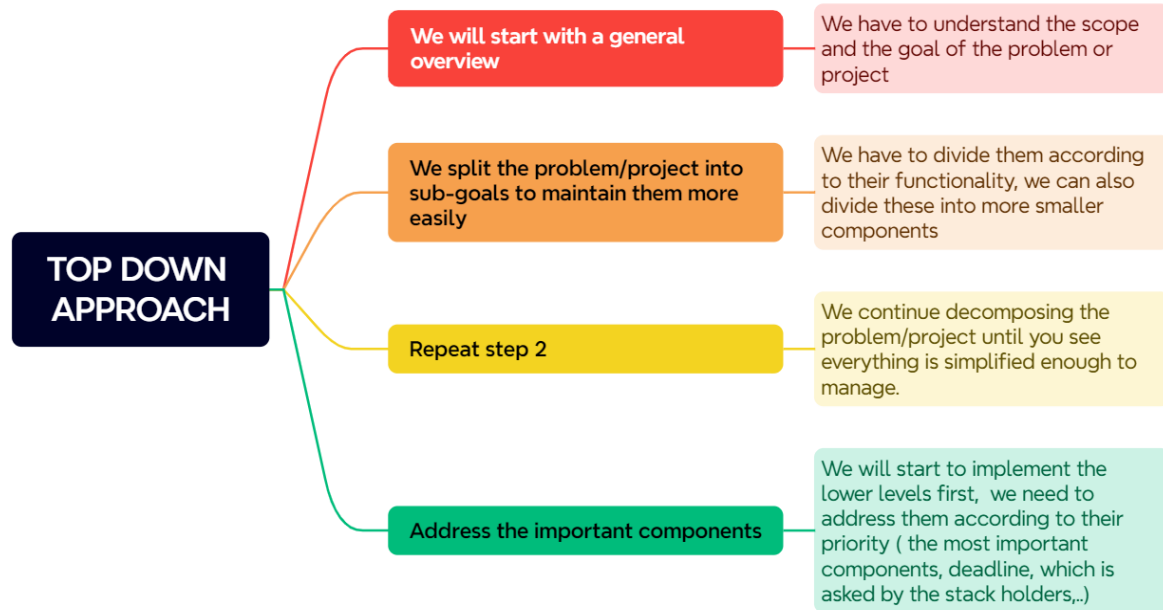 TOP DOWN
APPROACH
We will start with a general
overview
We have to understand the scope
and the goal of the problem or
project
We split the problem/project into
sub-goals to maintain them more
easily
We have to divide them according
to their functionality, we can also
divide these into more smaller
components
Repeat step 2
We continue decomposing the
problem/project until you see
everything is simplified enough to
manage.
Address the important components
We will start to implement the
lower levels first, we need to
address them according to their
priority ( the most important
components, deadline, which is
asked by the stack holders,..)